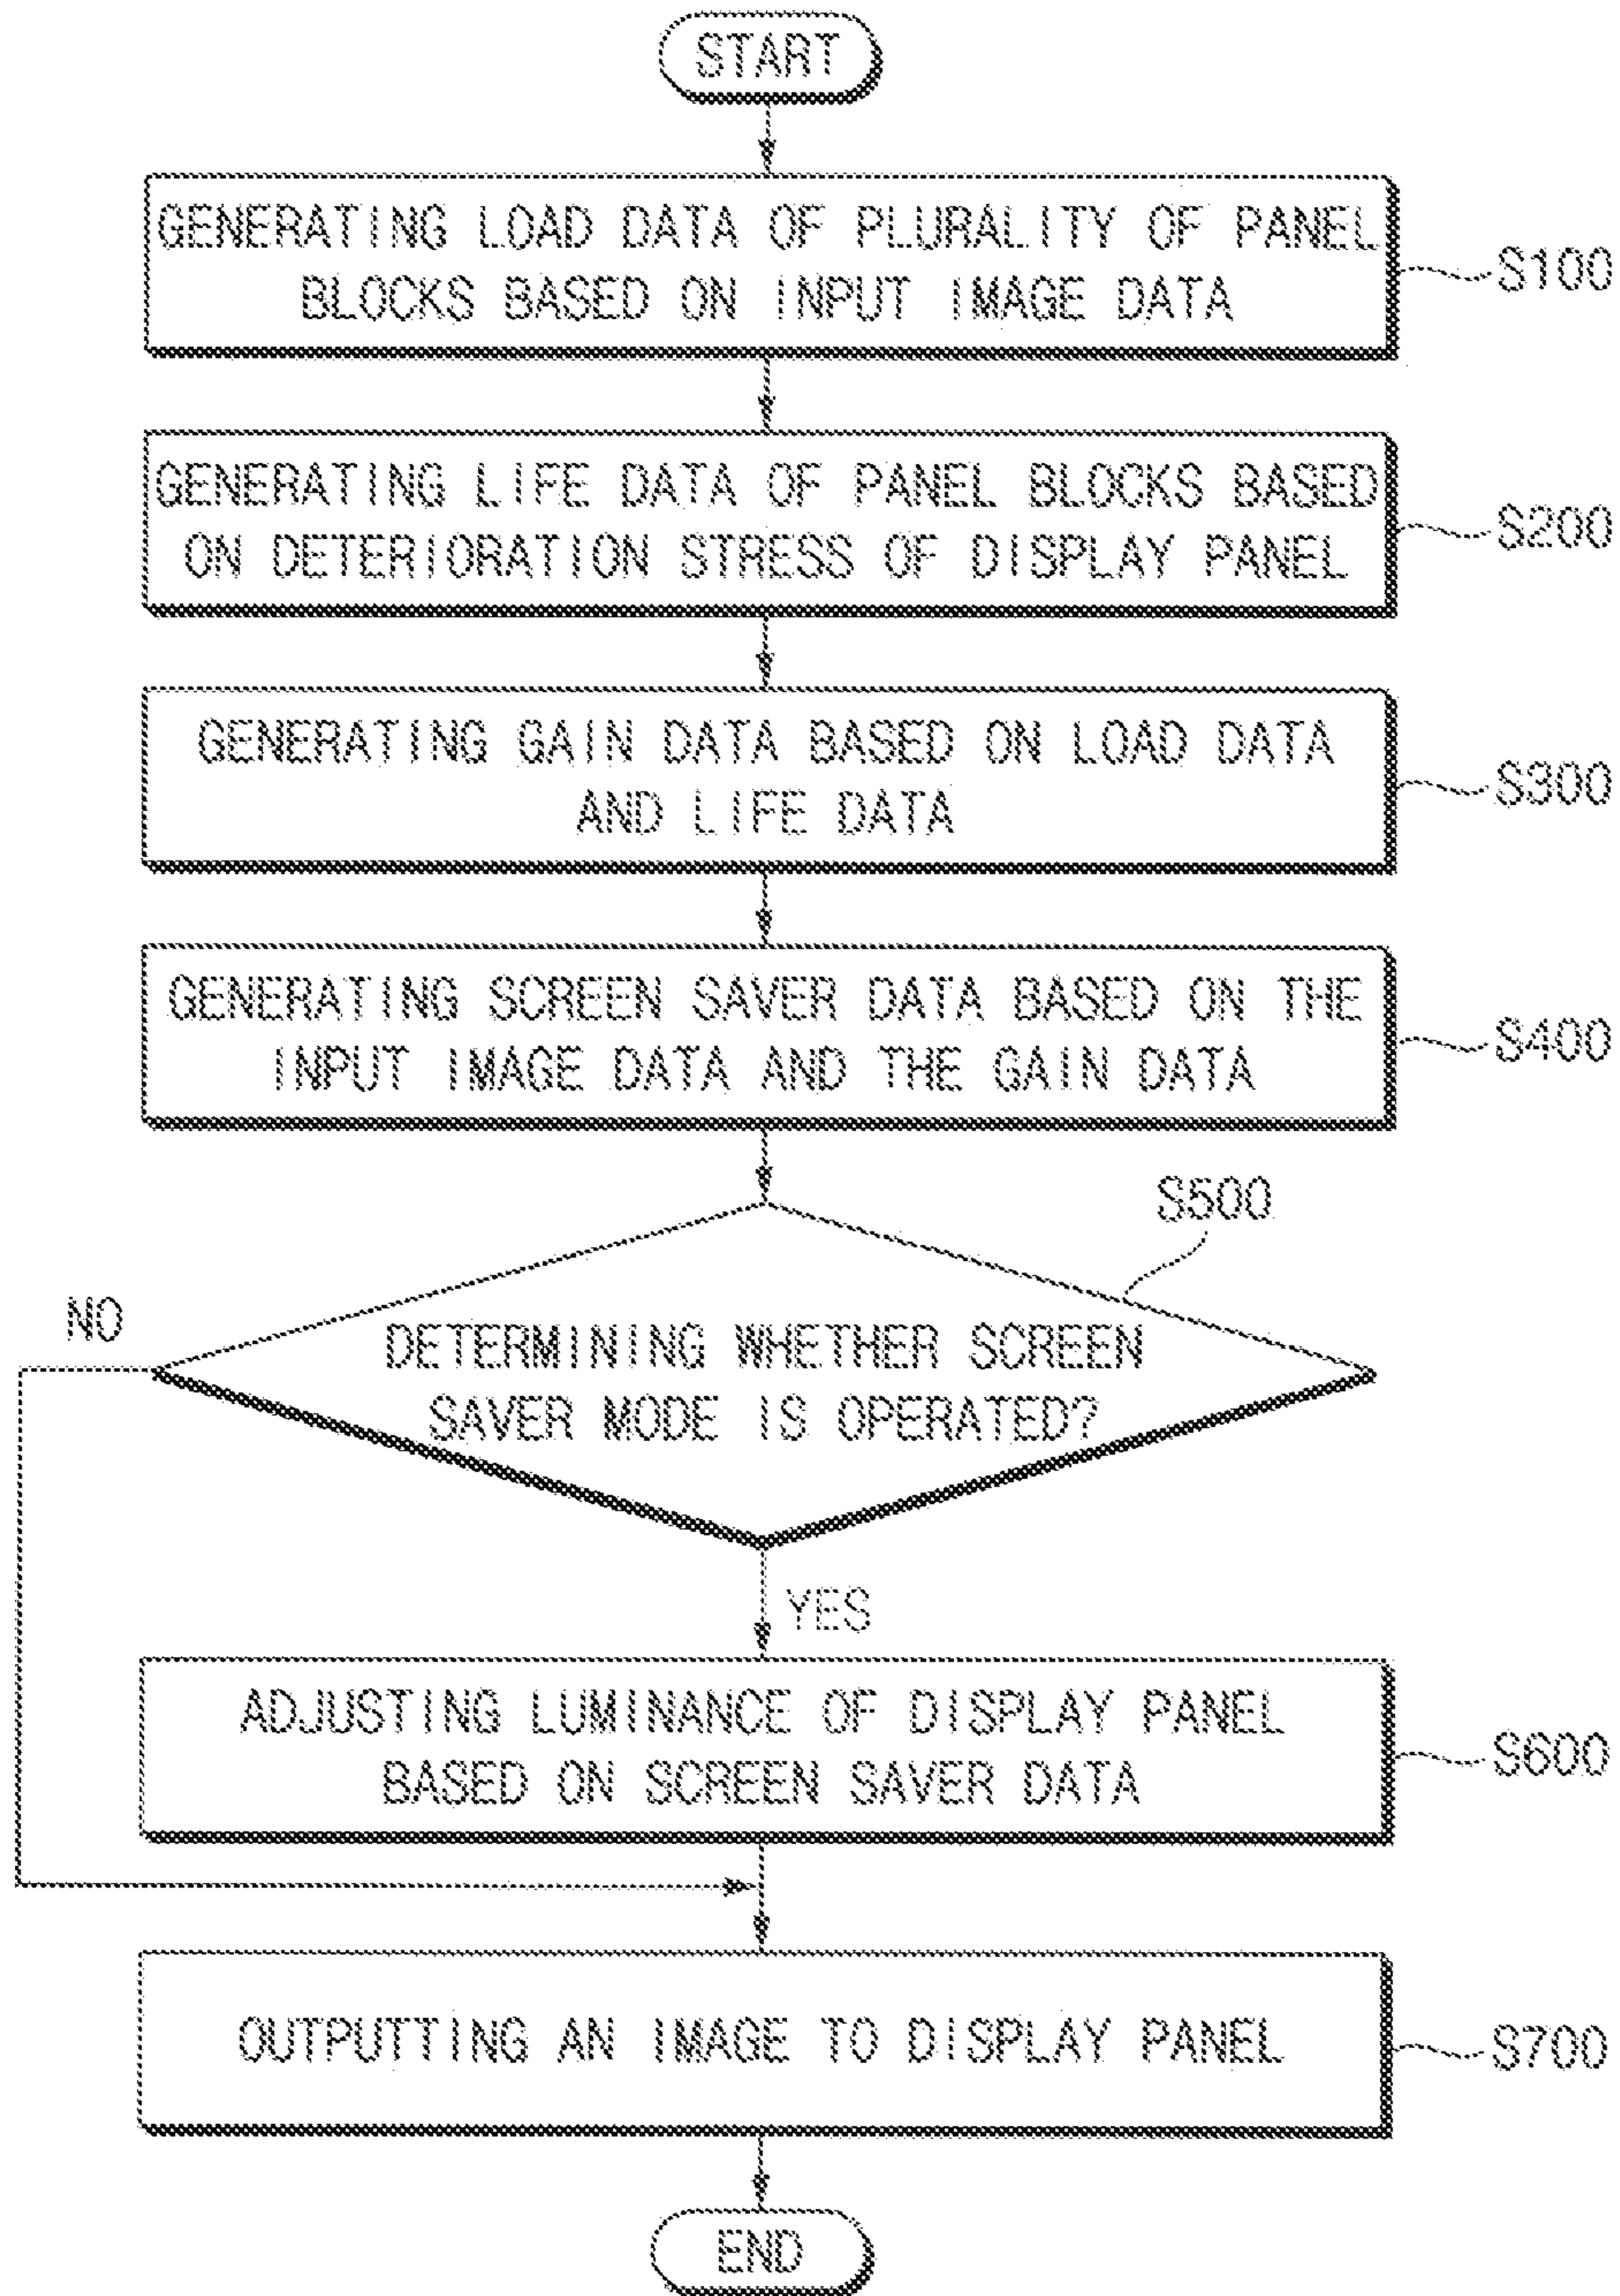 START
GENERATING LOAD DATA OF PLURALITY OF PANEL
BLOCKS BASED ON INPUT IMAGE DATA
S100
GENERATING LIFE DATA OF PANEL BLOCKS BASED
ON DETERIORATION STRESS OF DISPLAY PANEL
S200
GENERATING GAIN DATA BASED ON LOAD DATA
AND LIFE DATA
S300
GENERATING SCREEN SAVER DATA BASED ON THE
INPUT IMAGE DATA AND THE GAIN DATA
S400
S500
NO
DETERMINING WHETHER SCREEN
SAVER MODE IS OPERATED?
YES
ADJUSTING LUMINANCE OF DISPLAY PANEL
BASED ON SCREEN SAVER DATA
S600
OUTPUTTING AN IMAGE TO DISPLAY PANEL
S700
END